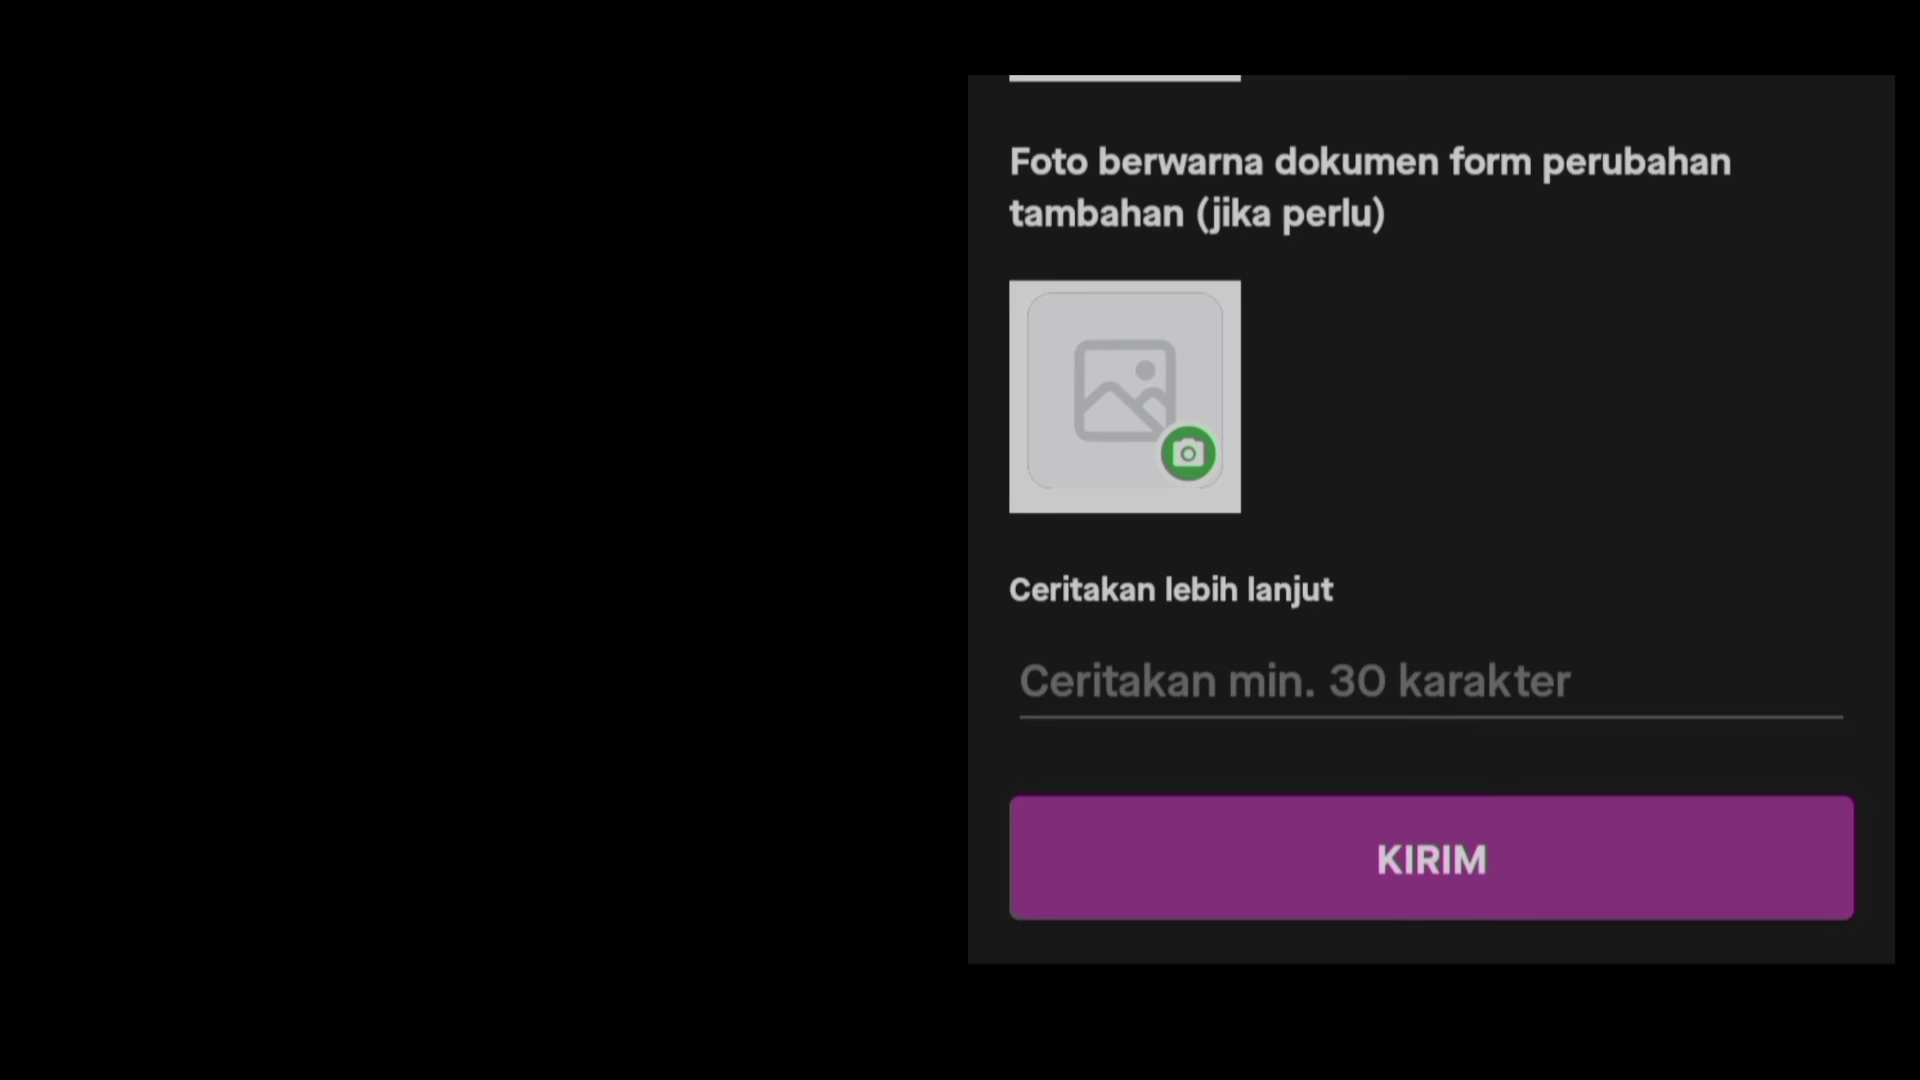 Foto berwarna dokumen form perubahan
tambahan (jika perlu)
Ceritakan lebih lanjut
Ceritakan min. 30 karakter
KIRIM